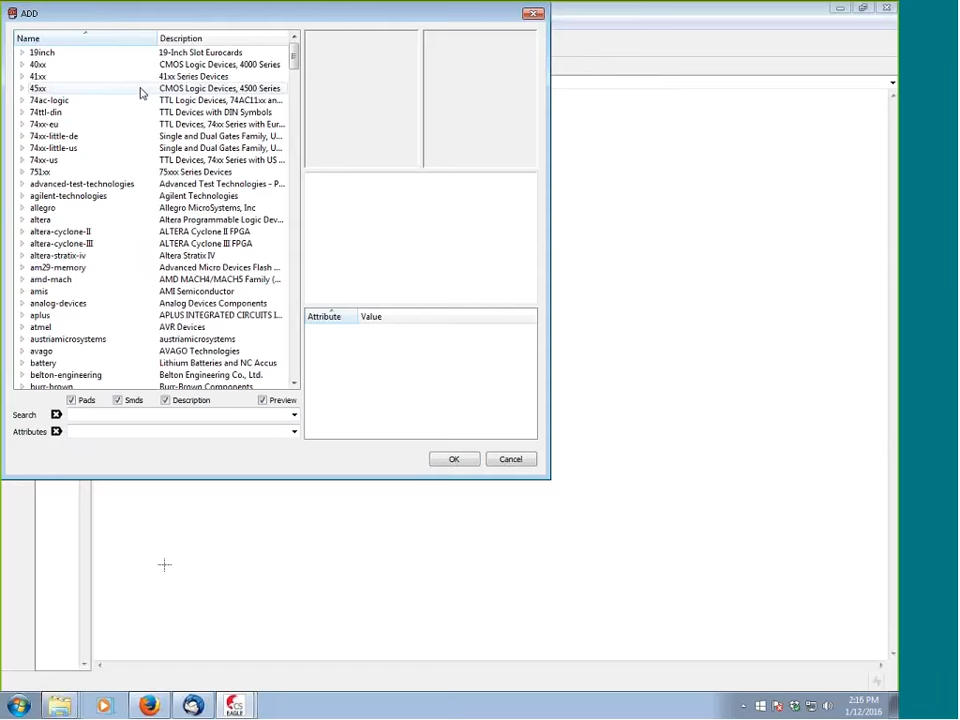 ADD
Name Description
19inch 19-Inch Slot Eurocards
40xx CMOS Logic Devices, 4000 Series
41xx 41xx Series Devices
45xx CMOS Logic Devices, 4500 Series
74ac-logic TTL Logic Devices, 74AC11xx an...
74ttl-din TTL Devices with DIN Symbols
74xx-eu TTL Devices, 74xx Series with Eur...
74xx-little-de Single and Dual Gates Family, U...
74xx-little-us Single and Dual Gates Family, U...
74xx-us TTL Devices, 74xx Series with US ...
751xx 75xxx Series Devices
advanced-test-technologies Advanced Test Technologies - P...
agilent-technologies Agilent Technologies
allegro Allegro MicroSystems, Inc
altera Altera Programmable Logic Dev...
altera-cyclone-II ALTERA Cyclone II FPGA
altera-cyclone-III ALTERA Cyclone III FPGA
altera-stratix-iv Altera Stratix IV
am29-memory Advanced Micro Devices Flash ...
amd-mach AMD MACH4/MACH5 Family (...
amis AMI Semiconductor
analog-devices Analog Devices Components
aplus APLUS INTEGRATED CIRCUITS I...
atmel AVR Devices
austriamicrosystems austriamicrosystems
avago AVAGO Technologies
battery Lithium Batteries and NC Accus
belton-engineering Belton Engineering Co., Ltd.
burr-brown Burr-Brown Components
Pads Smds Description Preview
Search
Attributes
Attribute Value
OK Cancel
CS
EAGLE
2:16 PM
1/12/2016